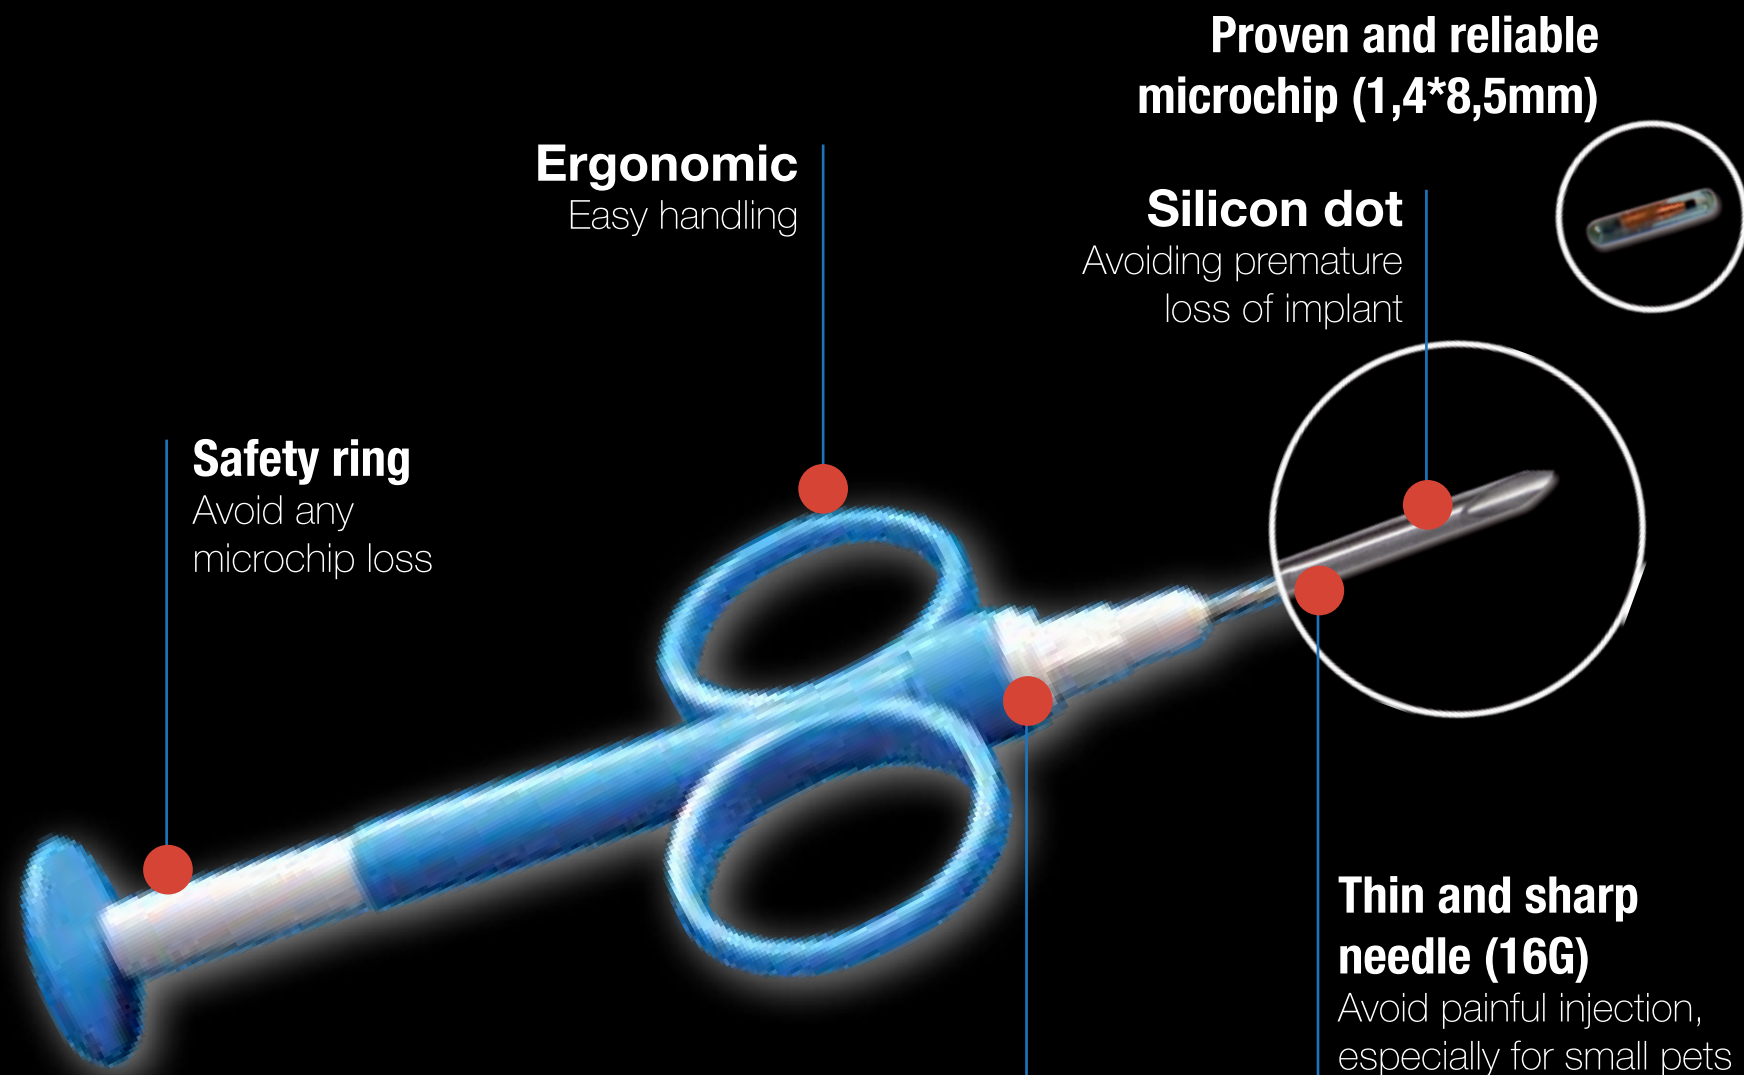 Proven and reliable
microchip (1,4*8,5mm)
Ergonomic
Easy handling
Silicon dot
Avoiding premature
loss of implant
Safety ring
Avoid any
microchip loss
Thin and sharp
needle (16G)
Avoid painful injection,
especially for small pets